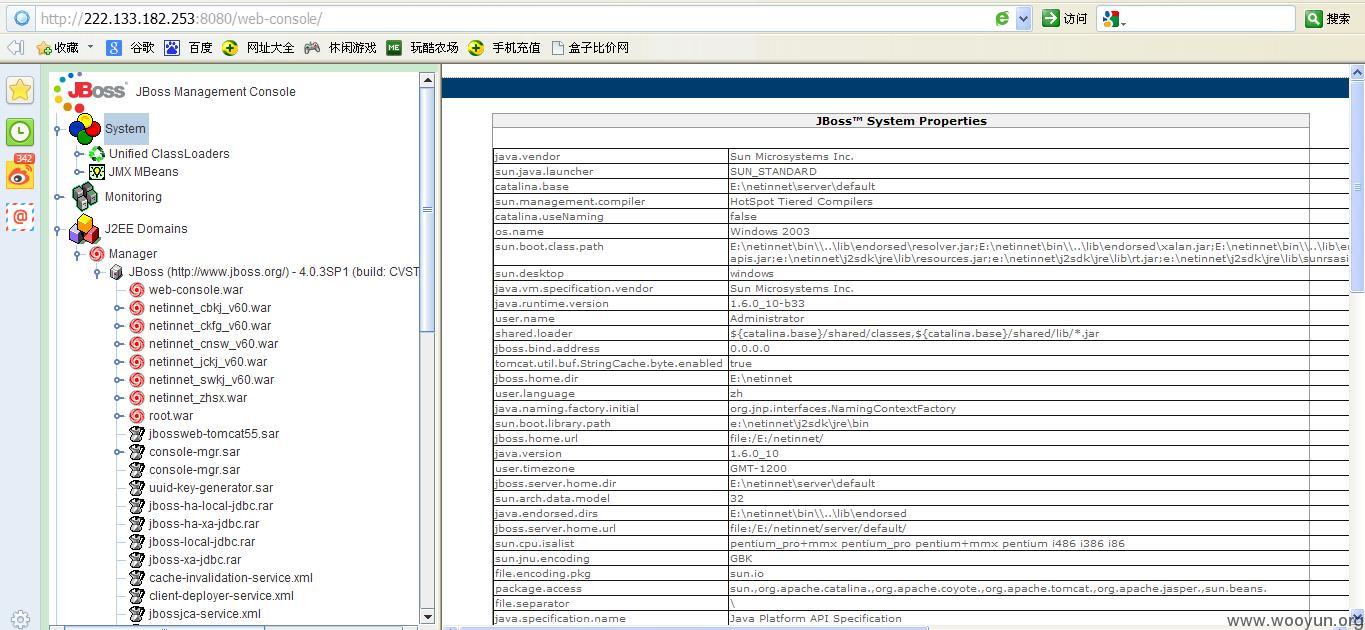 http://222.133.182.253:8080/web-console/
访问
搜索
收藏 谷歌 百度 网址大全 休闲游戏 ME 玩酷农场 手机充值 盒子比价网
342
JBoss JBoss Management Console
System
Unified ClassLoaders
JMX MBeans
Monitoring
J2EE Domains
Manager
JBoss (http://www.jboss.org/) - 4.0.3SP1 (build: CVST
web-console.war
netinnet_cbkj_v60.war
netinnet_ckfg_v60.war
netinnet_cnsw_v60.war
netinnet_jckj_v60.war
netinnet_swkj_v60.war
netinnet_zhsx.war
root.war
jbossweb-tomcat55.sar
console-mgr.sar
console-mgr.sar
uuid-key-generator.sar
jboss-ha-local-jdbc.rar
jboss-ha-xa-jdbc.rar
jboss-local-jdbc.rar
jboss-xa-jdbc.rar
cache-invalidation-service.xml
client-deployer-service.xml
jbossjca-service.xml
JBoss™ System Properties
java.vendor Sun Microsystems Inc.
sun.java.launcher SUN_STANDARD
catalina.base E:\netinnet\server\default
sun.management.compiler HotSpot Tiered Compilers
catalina.useNaming false
os.name Windows 2003
sun.boot.class.path E:\netinnet\bin\\..\lib\endorsed\resolver.jar;E:\netinnet\bin\\..\lib\endorsed\xalan.jar;E:\netinnet\bin\\..\lib\e
apis.jar;e:\netinnet\j2sdk\jre\lib\resources.jar;e:\netinnet\j2sdk\jre\lib\rt.jar;e:\netinnet\j2sdk\jre\lib\sunrsasi
sun.desktop windows
java.vm.specification.vendor Sun Microsystems Inc.
java.runtime.version 1.6.0_10-b33
user.name Administrator
shared.loader ${catalina.base}/shared/classes,${catalina.base}/shared/lib/*.jar
jboss.bind.address 0.0.0.0
tomcat.util.buf.StringCache.byte.enabled true
jboss.home.dir E:\netinnet
user.language zh
java.naming.factory.initial org.jnp.interfaces.NamingContextFactory
sun.boot.library.path e:\netinnet\j2sdk\jre\bin
jboss.home.url file:/E:/netinnet/
java.version 1.6.0_10
user.timezone GMT-1200
jboss.server.home.dir E:\netinnet\server\default
sun.arch.data.model 32
java.endorsed.dirs E:\netinnet\bin\\..\lib\endorsed
jboss.server.home.url file:/E:/netinnet/server/default/
sun.cpu.isalist pentium_pro+mmx pentium_pro pentium+mmx pentium i486 i386 i86
sun.jnu.encoding GBK
file.encoding.pkg sun.io
package.access sun.,org.apache.catalina.,org.apache.coyote.,org.apache.tomcat.,org.apache.jasper.,sun.beans.
file.separator \
java.specification.name Java Platform API Specification
www.wooyun.org